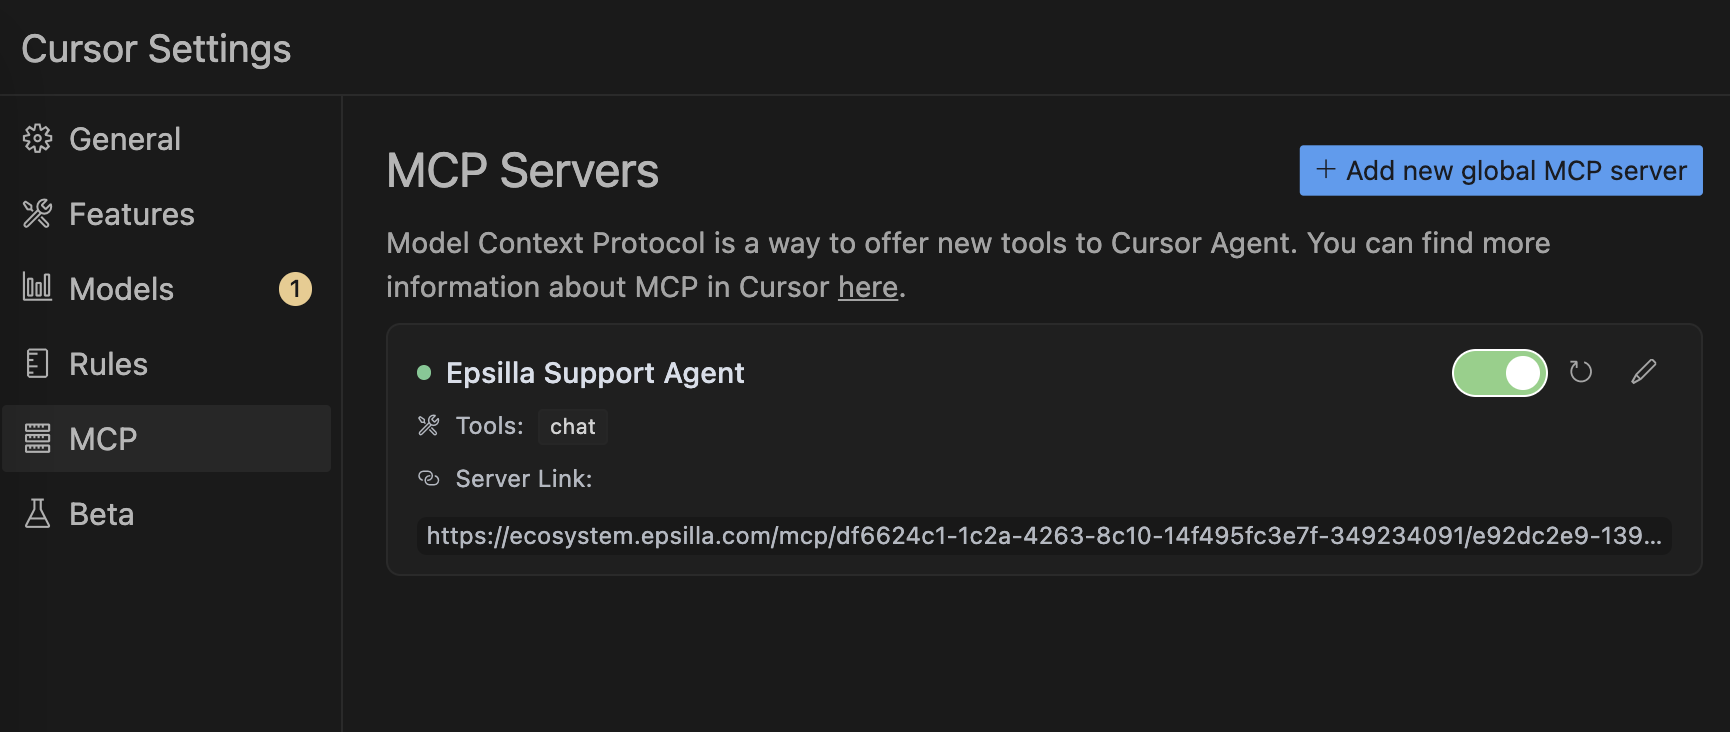 Cursor Settings
General
Features
Models
1
Rules
MCP
Beta
MCP Servers
+ Add new global MCP server
Model Context Protocol is a way to offer new tools to Cursor Agent. You can find more
information about MCP in Cursor here.
Epsilla Support Agent
Tools: chat
Server Link:
https://ecosystem.epsilla.com/mcp/df6624c1-1c2a-4263-8c10-14f495fc3e7f-349234091/e92dc2e9-139...